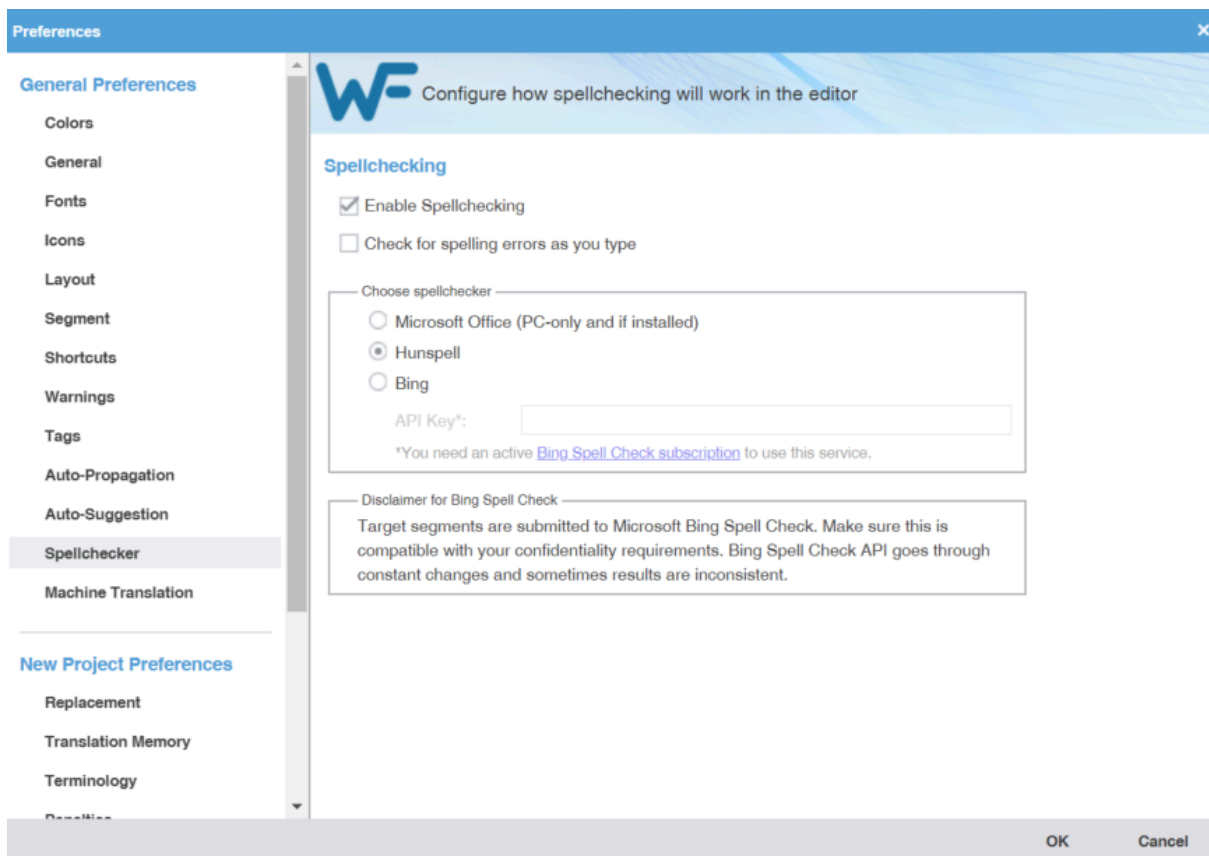 Preferences
General Preferences
Colors
General
Fonts
Icons
Layout
Segment
Shortcuts
Warnings
Tags
Auto-Propagation
Auto-Suggestion
Spellchecker
Machine Translation
New Project Preferences
Replacement
Translation Memory
Terminology
WF
Configure how spellchecking will work in the editor
Spellchecking
Enable Spellchecking
Check for spelling errors as you type
Choose spellchecker
Microsoft Office (PC-only and if installed)
Hunspell
Bing
API Key*:
*You need an active Bing Spell Check subscription to use this service.
Disclaimer for Bing Spell Check
Target segments are submitted to Microsoft Bing Spell Check. Make sure this is
compatible with your confidentiality requirements. Bing Spell Check API goes through
constant changes and sometimes results are inconsistent.
OK
Cancel